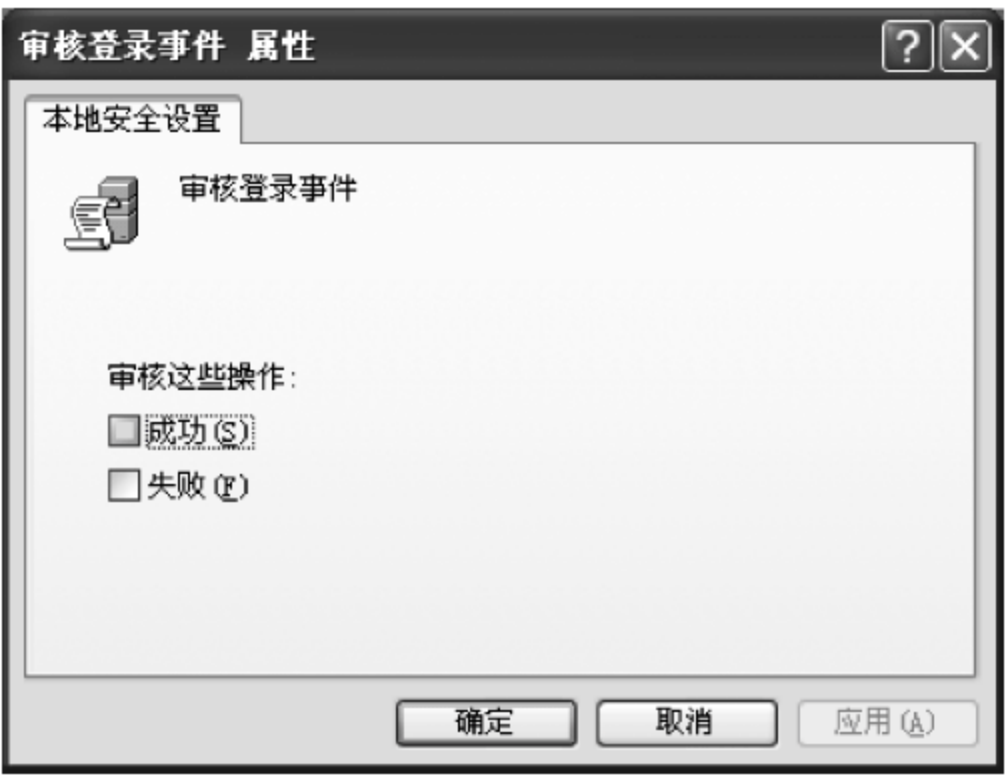 审核登录事件 属性
本地安全设置
审核登录事件
审核这些操作:
成功(S)
失败(F)
确定
取消
应用(A)